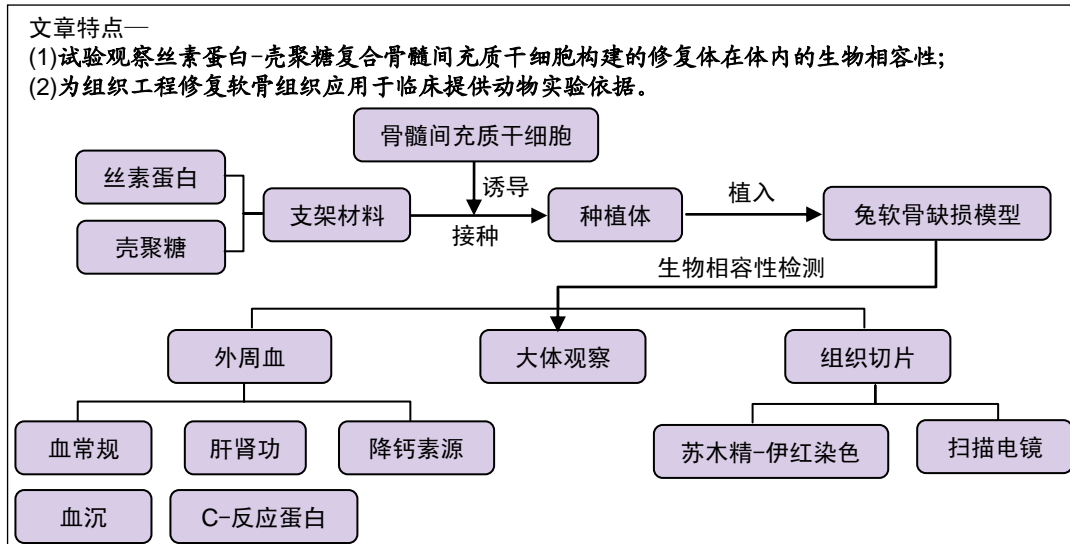 文章特点—
(1)试验观察丝素蛋白-壳聚糖复合骨髓间充质干细胞构建的修复体在体内的生物相容性；
(2)为组织工程修复软骨组织应用于临床提供动物实验依据。
骨髓间充质干细胞
丝素蛋白
壳聚糖
支架材料
诱导
接种
种植体
植入
兔软骨缺损模型
生物相容性检测
外周血
大体观察
组织切片
血常规
肝肾功
降钙素源
苏木精-伊红染色
扫描电镜
血沉
C-反应蛋白